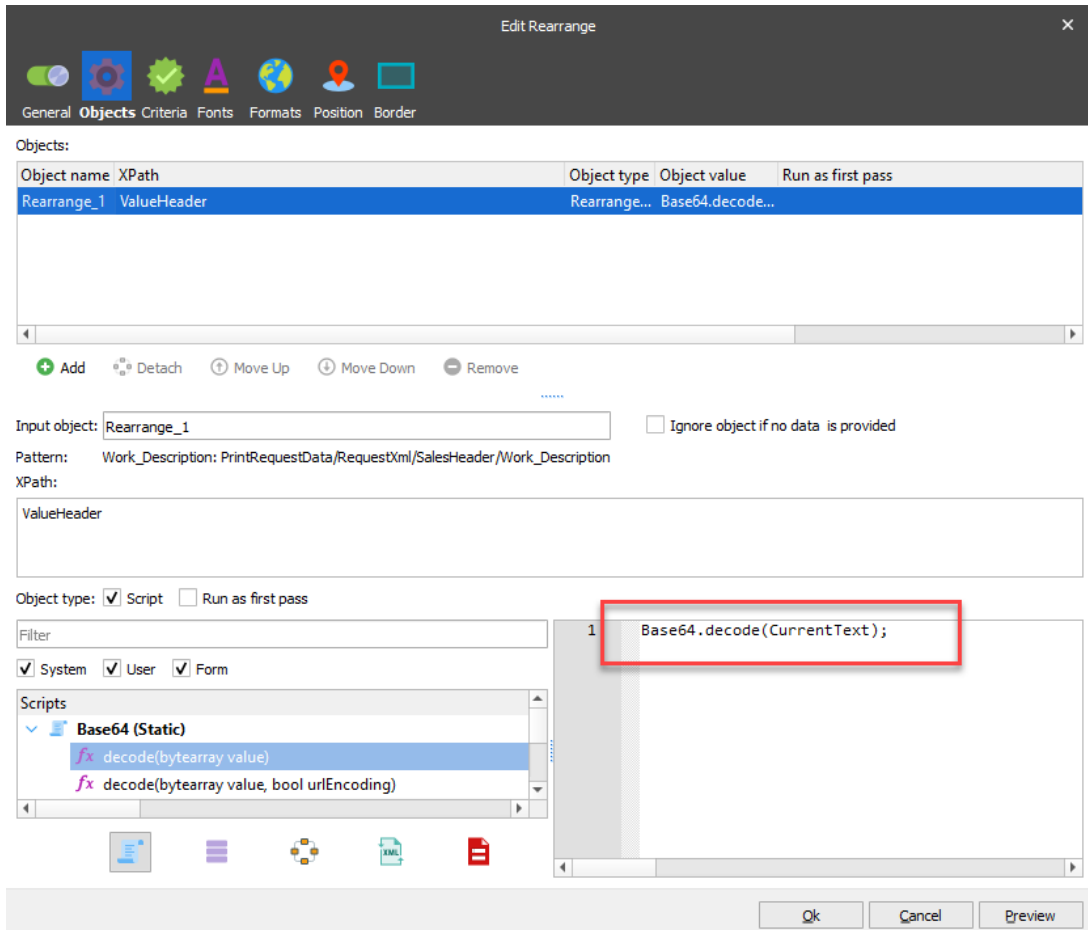 Edit Rearrange
General Objects Criteria Fonts Formats Position Border
Objects:
Object name XPath Object type Object value Run as first pass
Rearrange_1 ValueHeader Rearrange... Base64.decode...
Add Detach Move Up Move Down Remove
Input object: Rearrange_1 Ignore object if no data is provided
Pattern: Work_Description: PrintRequestData/RequestXml/SalesHeader/Work_Description
XPath:
ValueHeader
Object type: Script Run as first pass
Filter
1 Base64.decode(CurrentText);
System User Form
Scripts
Base64 (Static)
fx decode(bytearray value)
fx decode(bytearray value, bool urlEncoding)
XML
Ok Cancel Preview